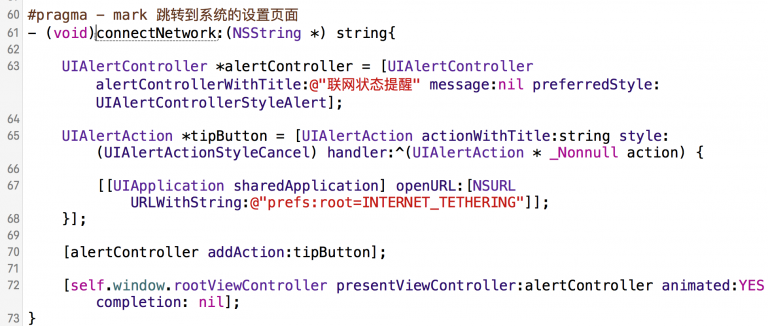 60 #pragma - mark 跳转到系统的设置页面
61 - (void)connectNetwork:(NSString *) string{
62
63 UIAlertController *alertController = [UIAlertController
alertControllerWithTitle:@"联网状态提醒" message:nil preferredStyle:
UIAlertControllerStyleAlert];
64
65 UIAlertAction *tipButton = [UIAlertAction actionWithTitle:string style:
(UIAlertActionStyleCancel) handler:^(UIAlertAction * _Nonnull action) {
66
67 [[UIApplication sharedApplication] openURL:[NSURL
URLWithString:@"prefs:root=INTERNET_TETHERING"]];
68 }];
69
70 [alertController addAction:tipButton];
71
72 [self.window.rootViewController presentViewController:alertController animated:YES
completion: nil];
73 }